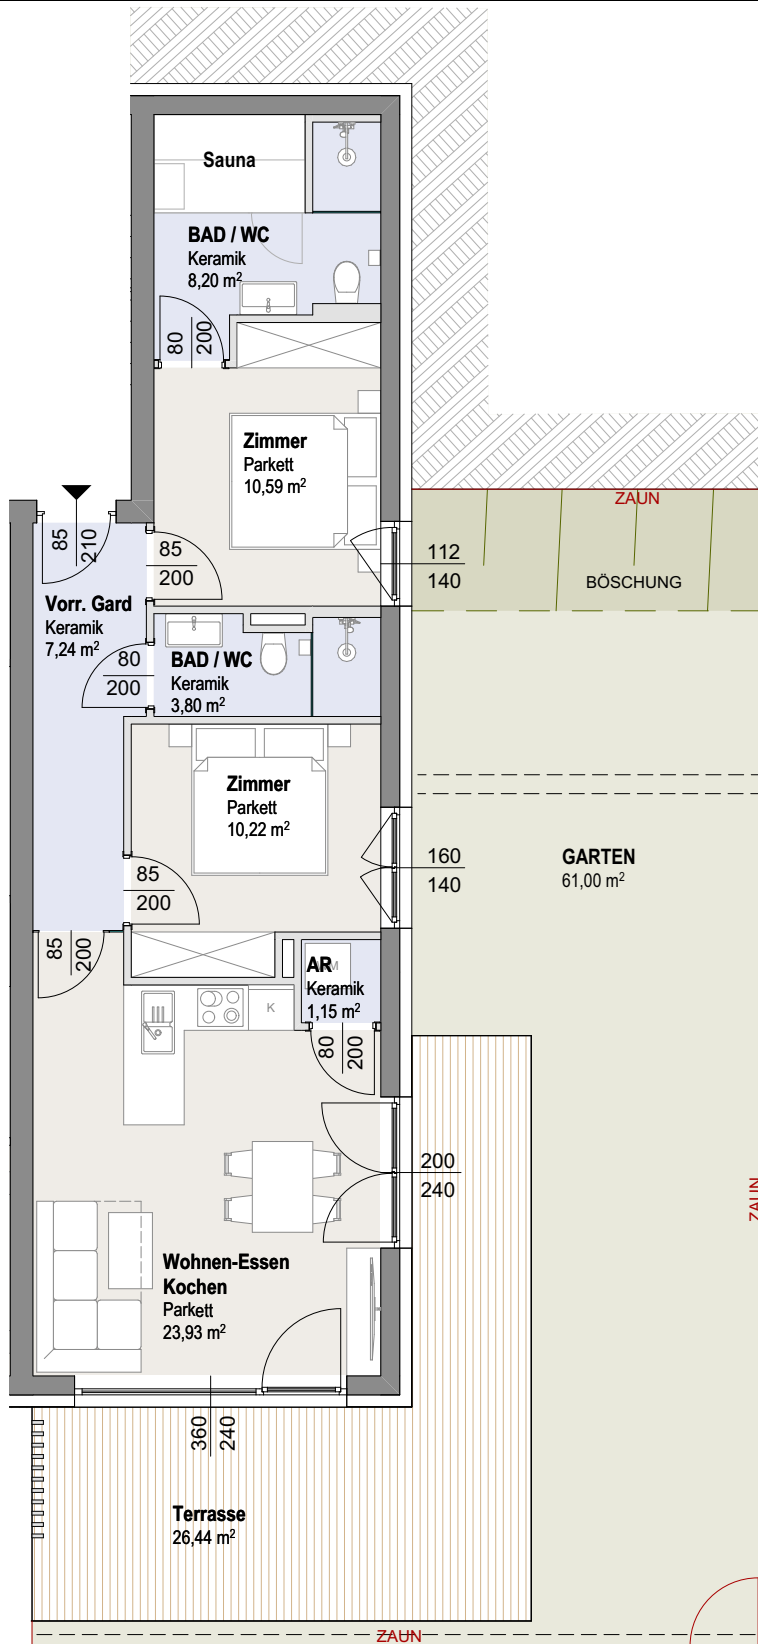 Sauna
BAD / WC
Keramik
8,20 m²
80
200
Zimmer
Parkett
10,59 m²
ZAUN
85
210
85
200
112
140
BÖSCHUNG
Vorr. Gard
Keramik
7,24 m²
80
200
BAD / WC
Keramik
3,80 m²
Zimmer
Parkett
10,22 m²
160
140
GARTEN
61,00 m²
85
200
85
200
AR
Keramik
1,15 m²
K
80
200
200
240
ZAUN
Wohnen-Essen
Kochen
Parkett
23,93 m²
360
240
Terrasse
26,44 m²
ZAUN